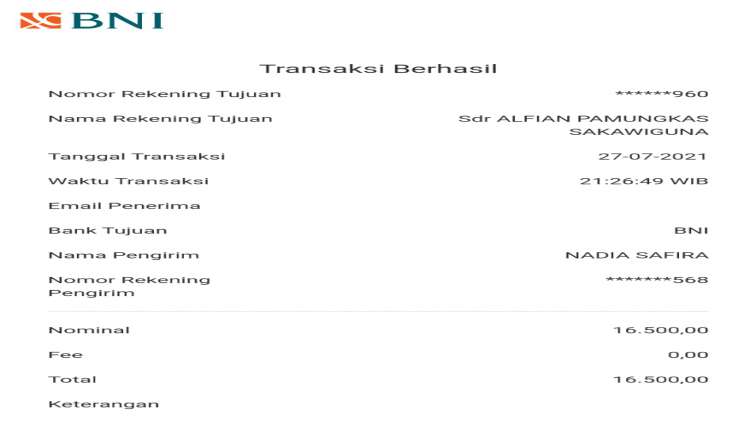 BNI
Transaksi Berhasil
Nomor Rekening Tujuan ******960
Nama Rekening Tujuan Sdr ALFIAN PAMUNGKAS
SAKAWIGUNA
Tanggal Transaksi 27-07-2021
Waktu Transaksi 21:26:49 WIB
Email Penerima
Bank Tujuan BNI
Nama Pengirim NADIA SAFIRA
Nomor Rekening *******568
Pengirim
Nominal 16.500,00
Fee 0,00
Total 16.500,00
Keterangan